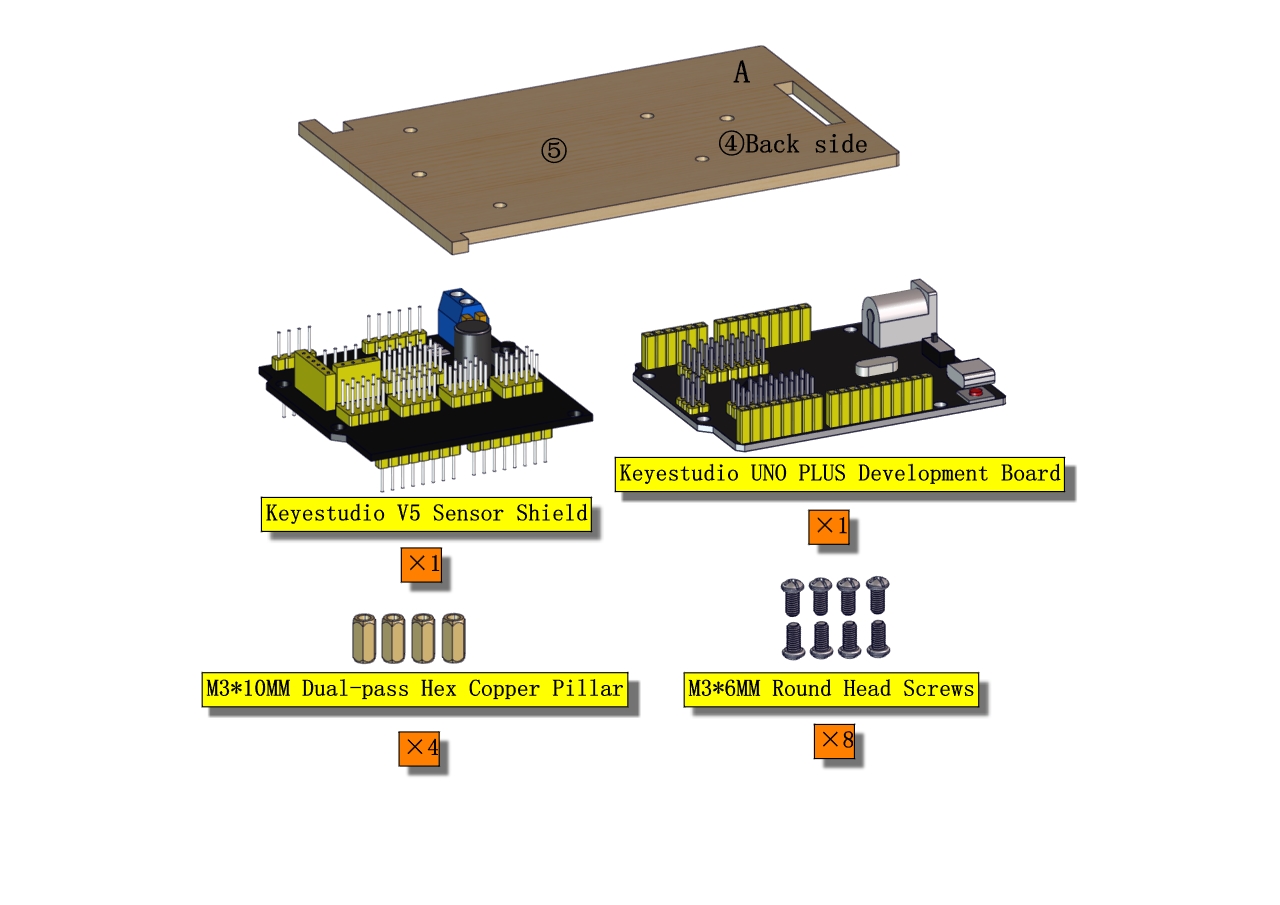 A
⑤
④Back side
Keyestudio V5 Sensor Shield
×1
Keyestudio UNO PLUS Development Board
×1
M3*10MM Dual-pass Hex Copper Pillar
×4
M3*6MM Round Head Screws
×8